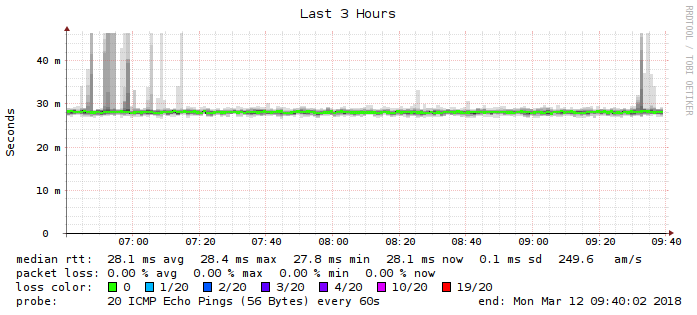 Last 3 Hours
RRDTOOL / TOBI OETIKER
Seconds
40 m
30 m
20 m
10 m
0
07:00 07:20 07:40 08:00 08:20 08:40 09:00 09:20 09:40
median rtt: 28.1 ms avg 28.4 ms max 27.8 ms min 28.1 ms now 0.1 ms sd 249.6 am/s
packet loss: 0.00 % avg 0.00 % max 0.00 % min 0.00 % now
loss color: 0 1/20 2/20 3/20 4/20 10/20 19/20
probe: 20 ICMP Echo Pings (56 Bytes) every 60s end: Mon Mar 12 09:40:02 2018